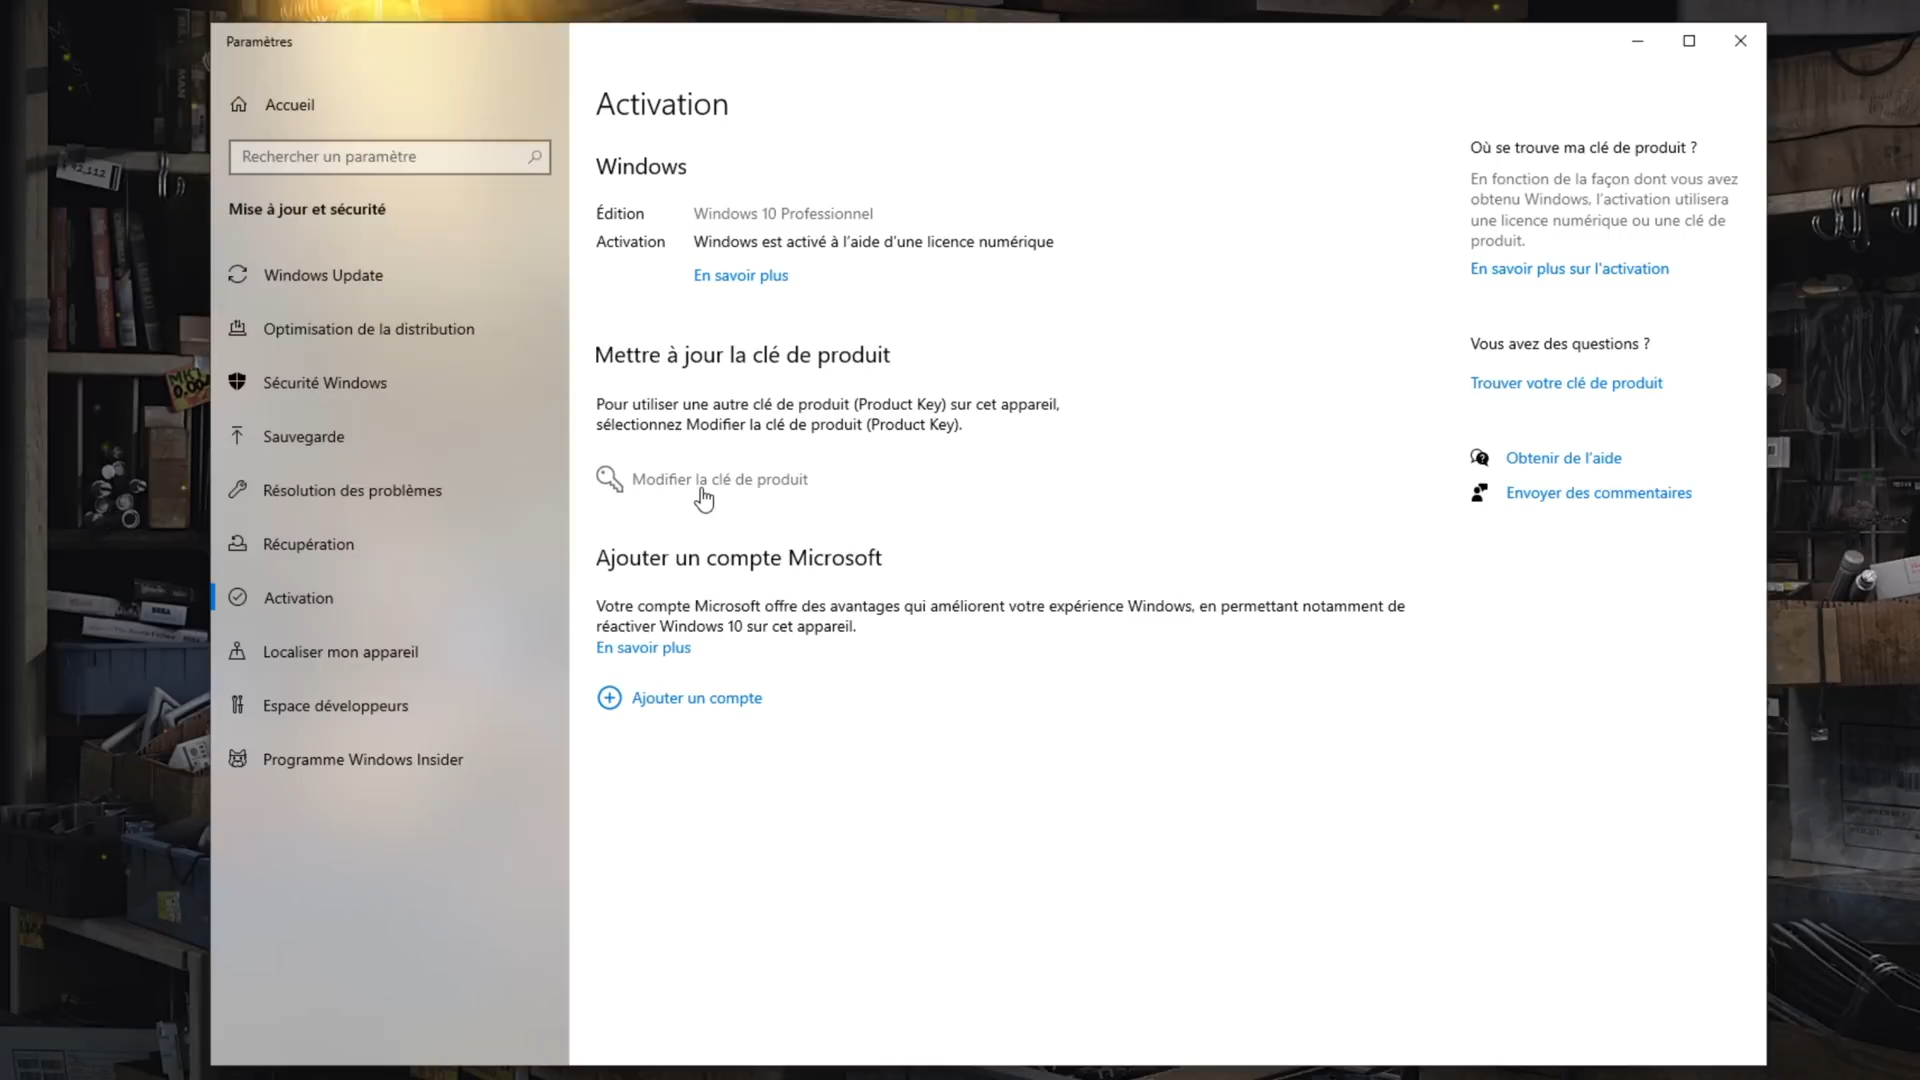 Paramètres
Accueil
Rechercher un paramètre
Mise à jour et sécurité
Windows Update
Optimisation de la distribution
Sécurité Windows
Sauvegarde
Résolution des problèmes
Récupération
Activation
Localiser mon appareil
Espace développeurs
Programme Windows Insider
Activation
Windows
Édition Windows 10 Professionnel
Activation Windows est activé à l'aide d'une licence numérique
En savoir plus
Mettre à jour la clé de produit
Pour utiliser une autre clé de produit (Product Key) sur cet appareil,
sélectionnez Modifier la clé de produit (Product Key).
Modifier la clé de produit
Ajouter un compte Microsoft
Votre compte Microsoft offre des avantages qui améliorent votre expérience Windows, en permettant notamment de
réactiver Windows 10 sur cet appareil.
En savoir plus
Ajouter un compte
Où se trouve ma clé de produit ?
En fonction de la façon dont vous avez
obtenu Windows, l'activation utilisera
une licence numérique ou une clé de
produit.
En savoir plus sur l'activation
Vous avez des questions ?
Trouver votre clé de produit
Obtenir de l'aide
Envoyer des commentaires
MAN
SEGA